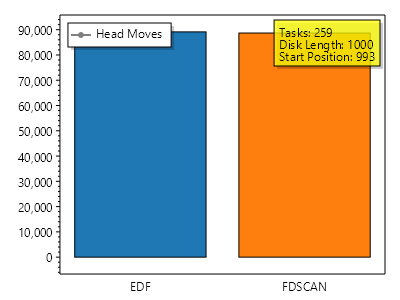 90,000
80,000
70,000
60,000
50,000
40,000
30,000
20,000
10,000
0
Head Moves
Tasks: 259
Disk Length: 1000
Start Position: 993
EDF
FDSCAN